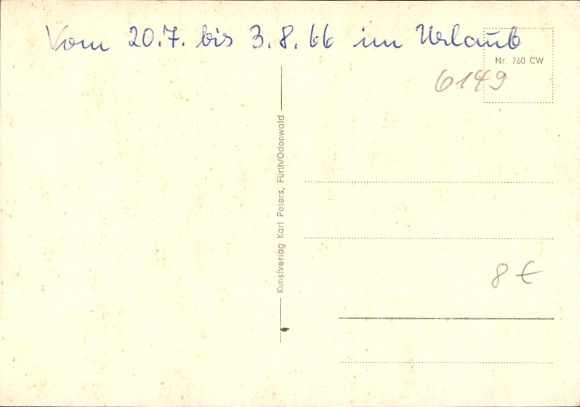 Vom 20.7. bis 3.8.66 im Urlaub
Nr. 760 CW
6149
Kunstverlag Karl Peters, Fürth/Odenwald
8 €